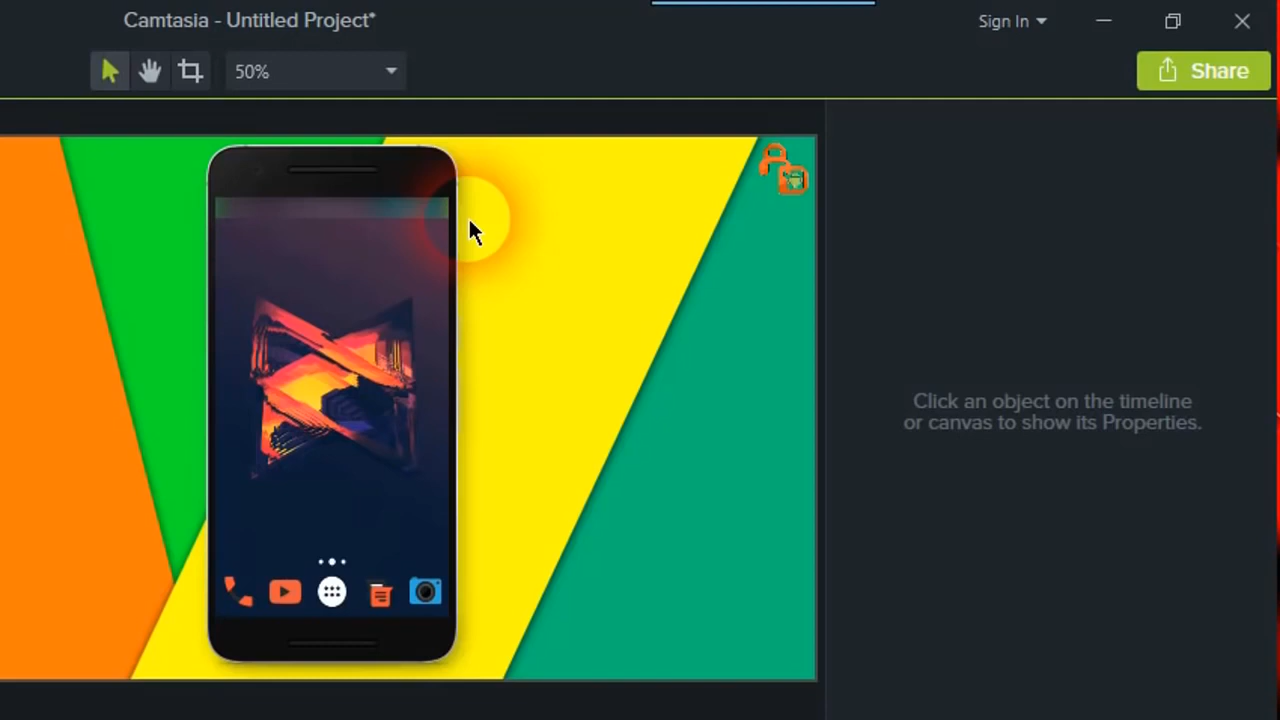 Camtasia - Untitled Project*
Sign In
50%
Share
Click an object on the timeline
or canvas to show its Properties.